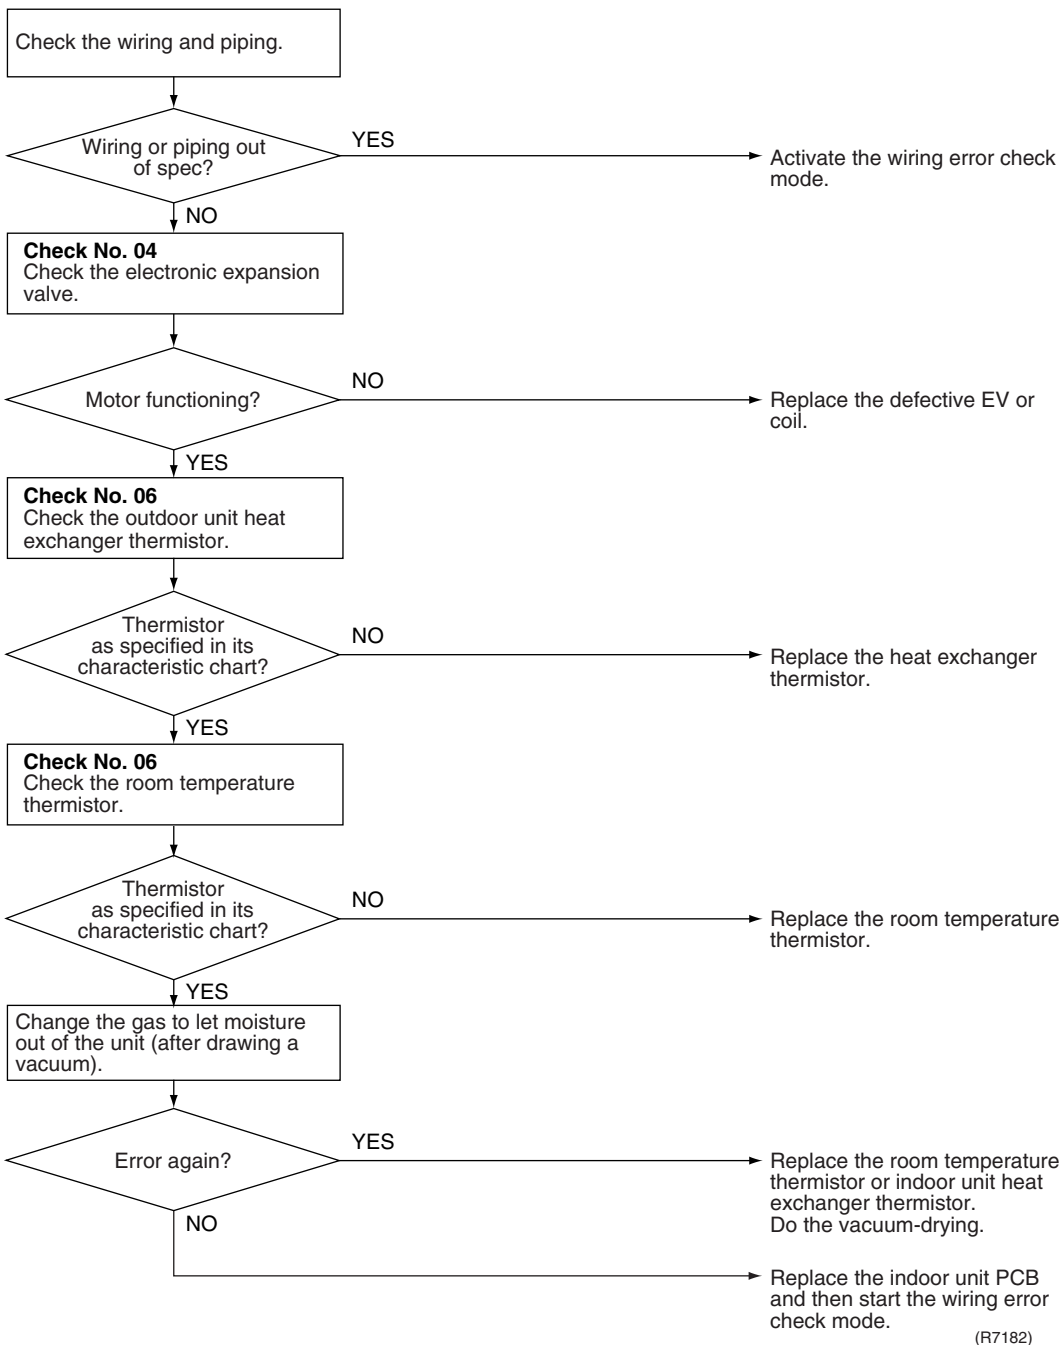 Check the wiring and piping.
Wiring or piping out
of spec?
YES
Activate the wiring error check
mode.
NO
Check No. 04
Check the electronic expansion
valve.
Motor functioning?
NO
Replace the defective EV or
coil.
YES
Check No. 06
Check the outdoor unit heat
exchanger thermistor.
Thermistor
as specified in its
characteristic chart?
NO
Replace the heat exchanger
thermistor.
YES
Check No. 06
Check the room temperature
thermistor.
Thermistor
as specified in its
characteristic chart?
NO
Replace the room temperature
thermistor.
YES
Change the gas to let moisture
out of the unit (after drawing a
vacuum).
Error again?
YES
Replace the room temperature
thermistor or indoor unit heat
exchanger thermistor.
Do the vacuum-drying.
NO
Replace the indoor unit PCB
and then start the wiring error
check mode.
(R7182)